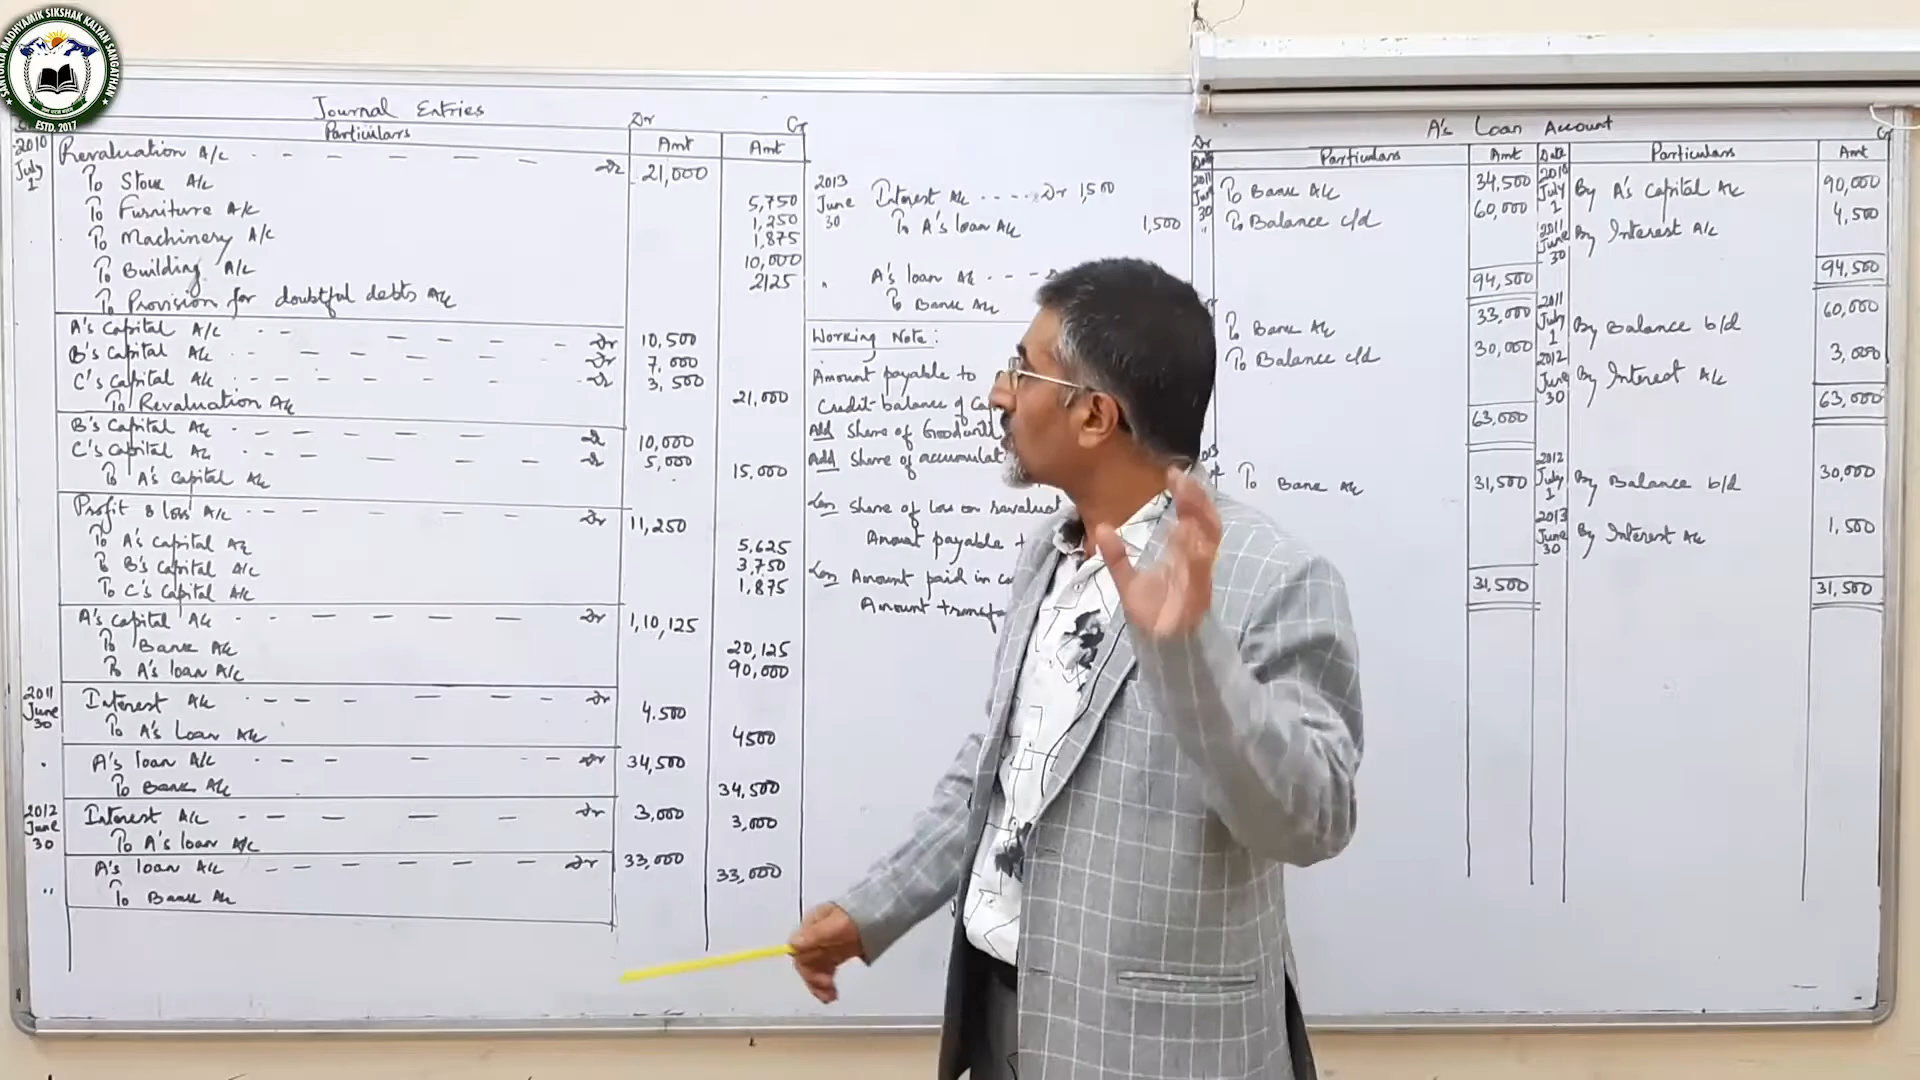 SANYUKTA MADHYAMIK SIKSHAK KALYAN SANGATHAN
ESTD. 2017
Journal Entries
Particulars Dr Amt Cr Amt
2010 July 1 Revaluation A/c Dr 21,000
To Stock A/c 5,750
To Furniture A/c 1,250
To Machinery A/c 1,875
To Building A/c 10,000
To Provision for doubtful debts A/c 2125
A's Capital A/c Dr 10,500
B's Capital A/c Dr 7,000
C's Capital A/c Dr 3,500
To Revaluation A/c 21,000
B's Capital A/c Dr 10,000
C's Capital A/c Dr 5,000
To A's Capital A/c 15,000
Profit & loss A/c Dr 11,250
To A's Capital A/c 5,625
To B's Capital A/c 3,750
To C's Capital A/c 1,875
A's Capital A/c Dr 1,10,125
To Bank A/c 20,125
To A's loan A/c 90,000
2011 June 30 Interest A/c Dr 4,500
To A's Loan A/c 4500
" A's loan A/c Dr 34,500
To Bank A/c 34,500
2012 June 30 Interest A/c Dr 3,000
To A's loan A/c 3,000
" A's loan A/c Dr 33,000
To Bank A/c 33,000
2013 June 30 Interest A/c Dr 1,500
To A's loan A/c 1,500
" A's loan A/c
To Bank A/c
Working Note:
Amount payable to
Credit balance of
Add Share of Goodwill
Add Share of
Less Share of loss on
Amount payable
Less Amount paid in
Amount
A's Loan Account
Dr Cr
Date Particulars Amt Date Particulars Amt
2011 June 30 To Bank A/c 34,500 2010 July 1 By A's Capital A/c 90,000
" To Balance c/d 60,000 2011 June 30 By Interest A/c 4,500
94,500 94,500
To Bank A/c 33,000 2011 July 1 By Balance b/d 60,000
To Balance c/d 30,000 2012 June 30 By Interest A/c 3,000
63,000 63,000
To Bank A/c 31,500 2012 July 1 By Balance b/d 30,000
2013 June 30 By Interest A/c 1,500
31,500 31,500